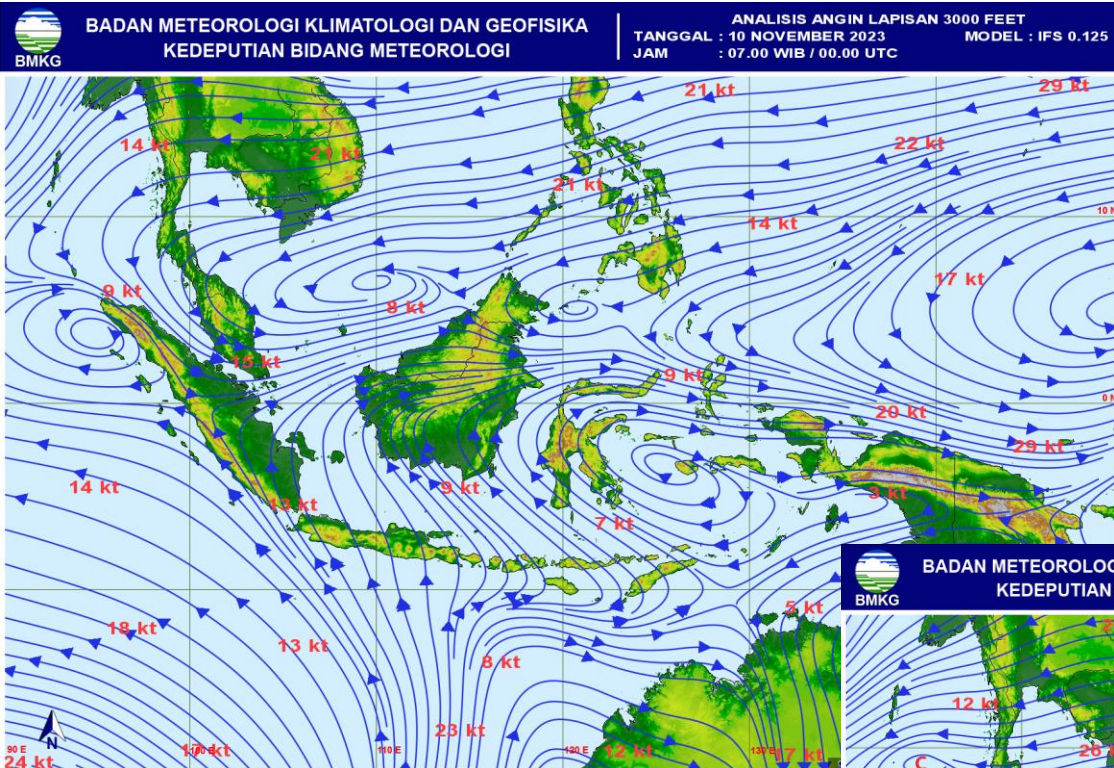 BMKG
BADAN METEOROLOGI KLIMATOLOGI DAN GEOFISIKA
KEDEPUTIAN BIDANG METEOROLOGI
ANALISIS ANGIN LAPISAN 3000 FEET
TANGGAL : 10 NOVEMBER 2023 MODEL : IFS 0.125
JAM : 07.00 WIB / 00.00 UTC
21 kt
29 kt
14 kt
21 kt
22 kt
21 kt
10 N
14 kt
17 kt
9 kt
8 kt
15 kt
9 kt
0 N
20 kt
29 kt
14 kt
9 kt
3 kt
13 kt
7 kt
BMKG
BADAN METEOROLOG
KEDEPUTIAN
5 kt
18 kt
13 kt
8 kt
12 kt
23 kt
N
90 E
110 E
120 E
130 E
24 kt
12 kt
17 kt
C